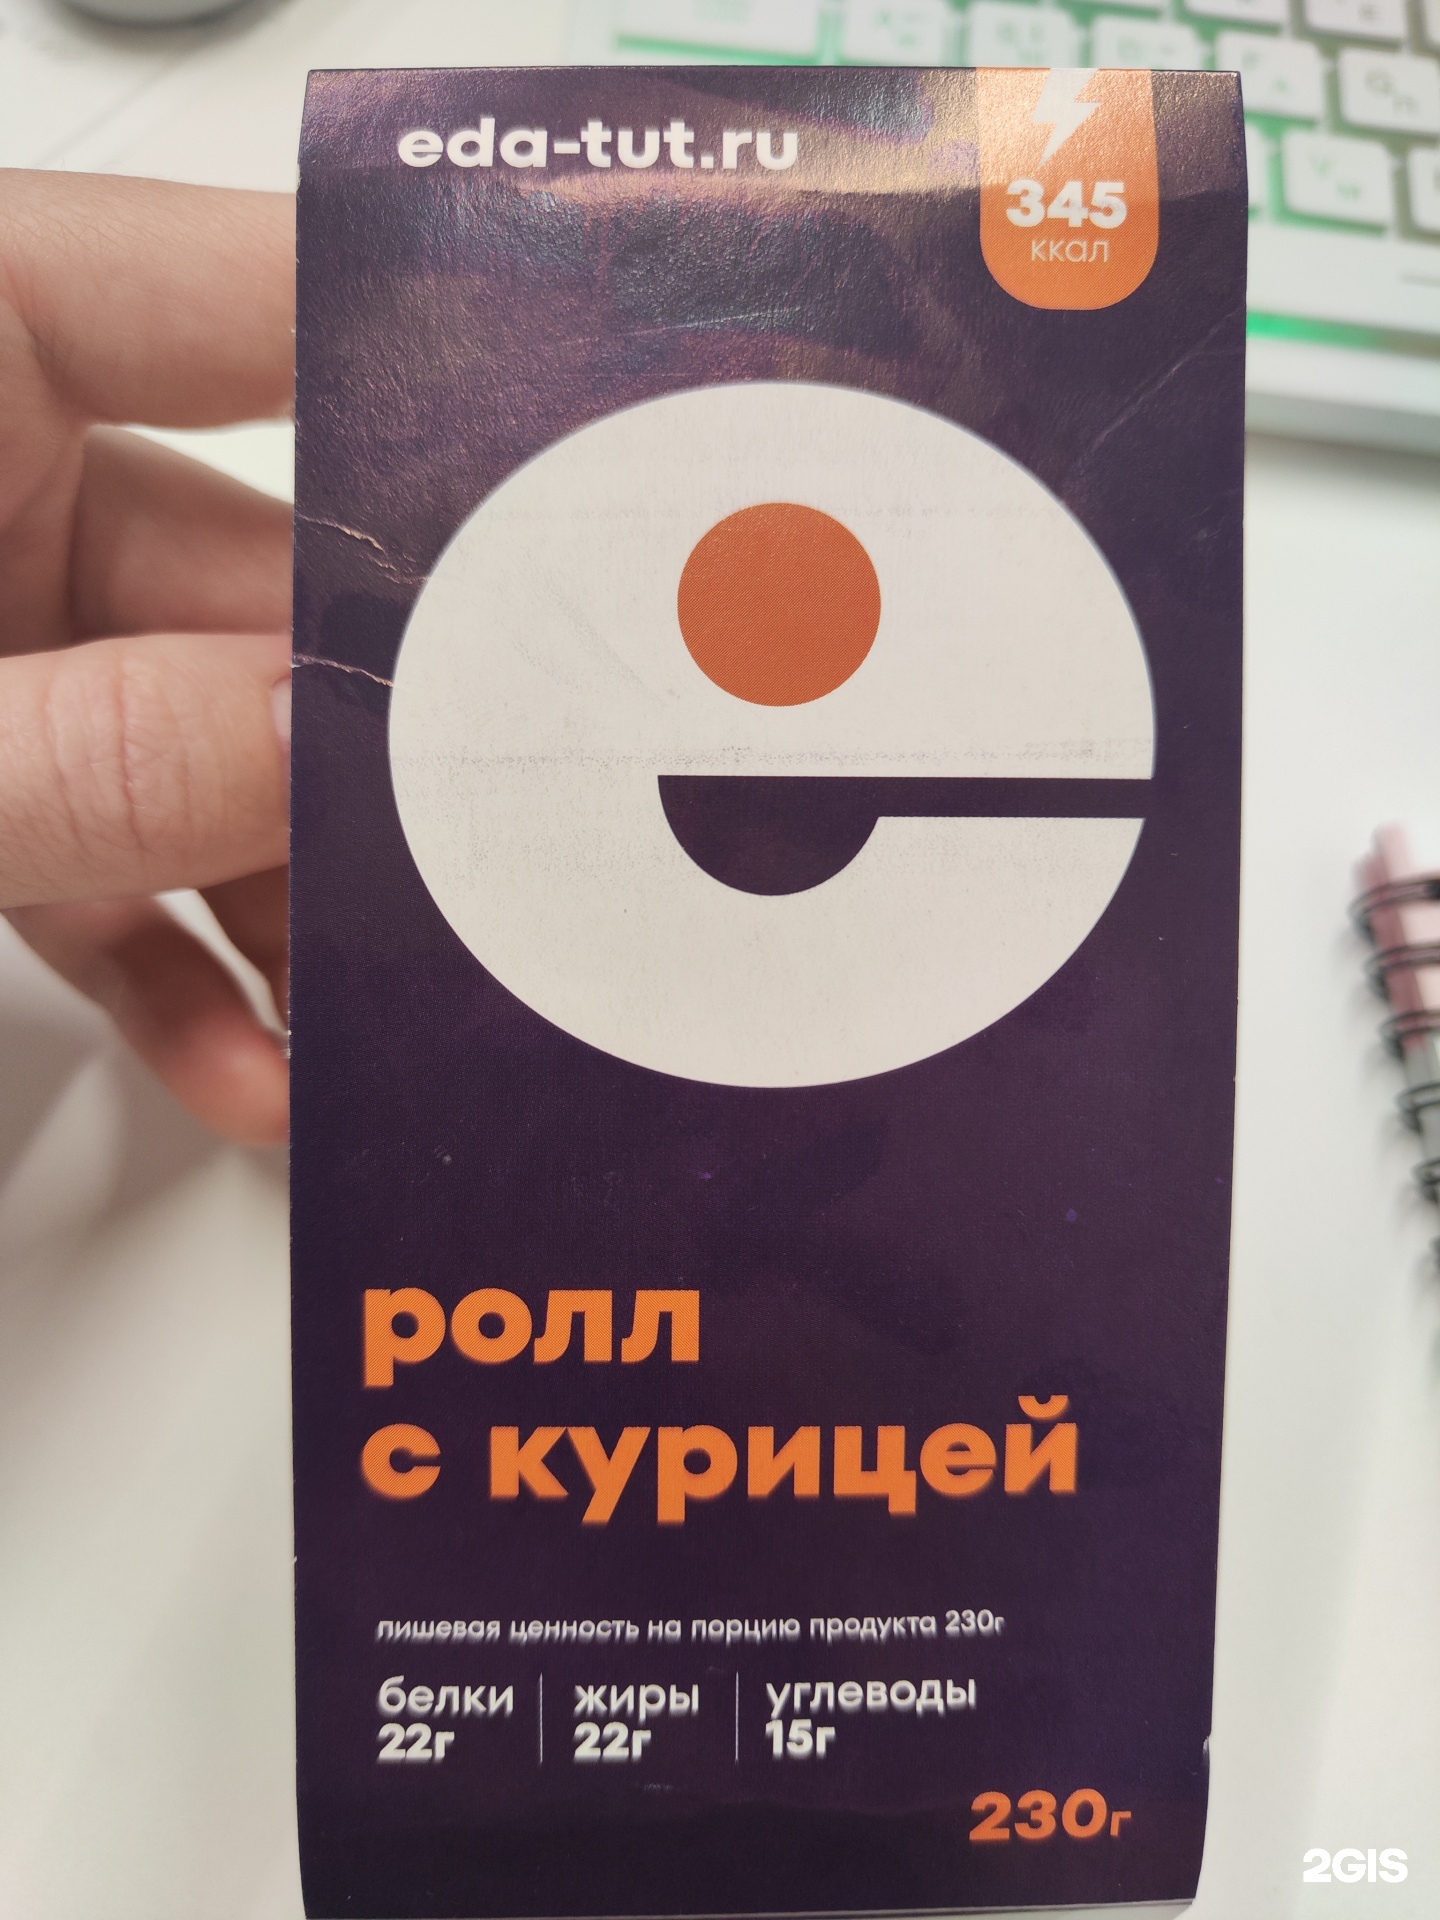 eda-tut.ru
345
ккал
ролл
с курицей
пишевая ценность на порцию продукта 230г
белки
22г
жиры
22г
углеводы
15г
230г
2GIS